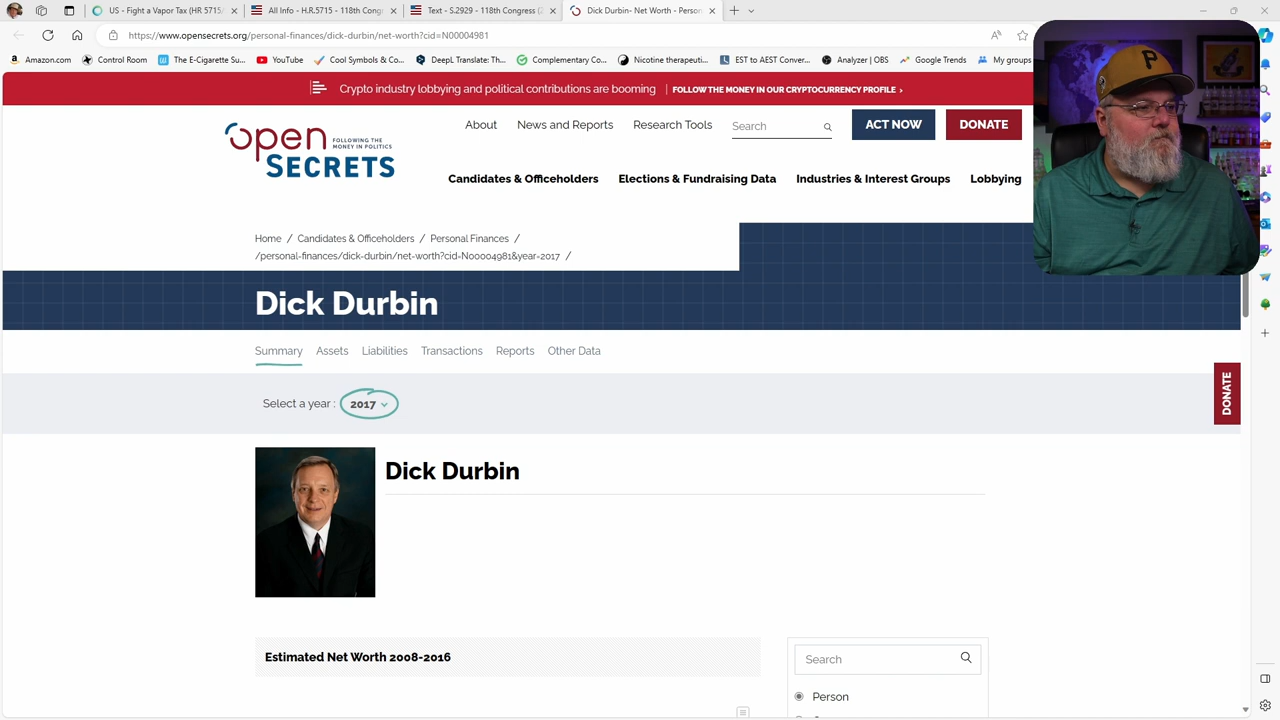 US - Fight a Vapor Tax (HR 5715/
All Info - H.R.5715 - 118th Cong
Text - S.2929 - 118th Congress (2
Dick Durbin- Net Worth - Person
https://www.opensecrets.org/personal-finances/dick-durbin/net-worth?cid=N00004981
Amazon.com
Control Room
The E-Cigarette Su...
YouTube
Cool Symbols & Co...
DeepL Translate: Th...
Complementary Co...
Nicotine therapeuti...
EST to AEST Conver...
Analyzer | OBS
Google Trends
My groups
Crypto industry lobbying and political contributions are booming | FOLLOW THE MONEY IN OUR CRYPTOCURRENCY PROFILE ›
open SECRETS
FOLLOWING THE
MONEY IN POLITICS
About
News and Reports
Research Tools
Search
ACT NOW
DONATE
Candidates & Officeholders
Elections & Fundraising Data
Industries & Interest Groups
Lobbying
Home / Candidates & Officeholders / Personal Finances /
/personal-finances/dick-durbin/net-worth?cid-N00004981&year-2017 /
Dick Durbin
Summary
Assets
Liabilities
Transactions
Reports
Other Data
Select a year : 2017
DONATE
Dick Durbin
Estimated Net Worth 2008-2016
Search
Person